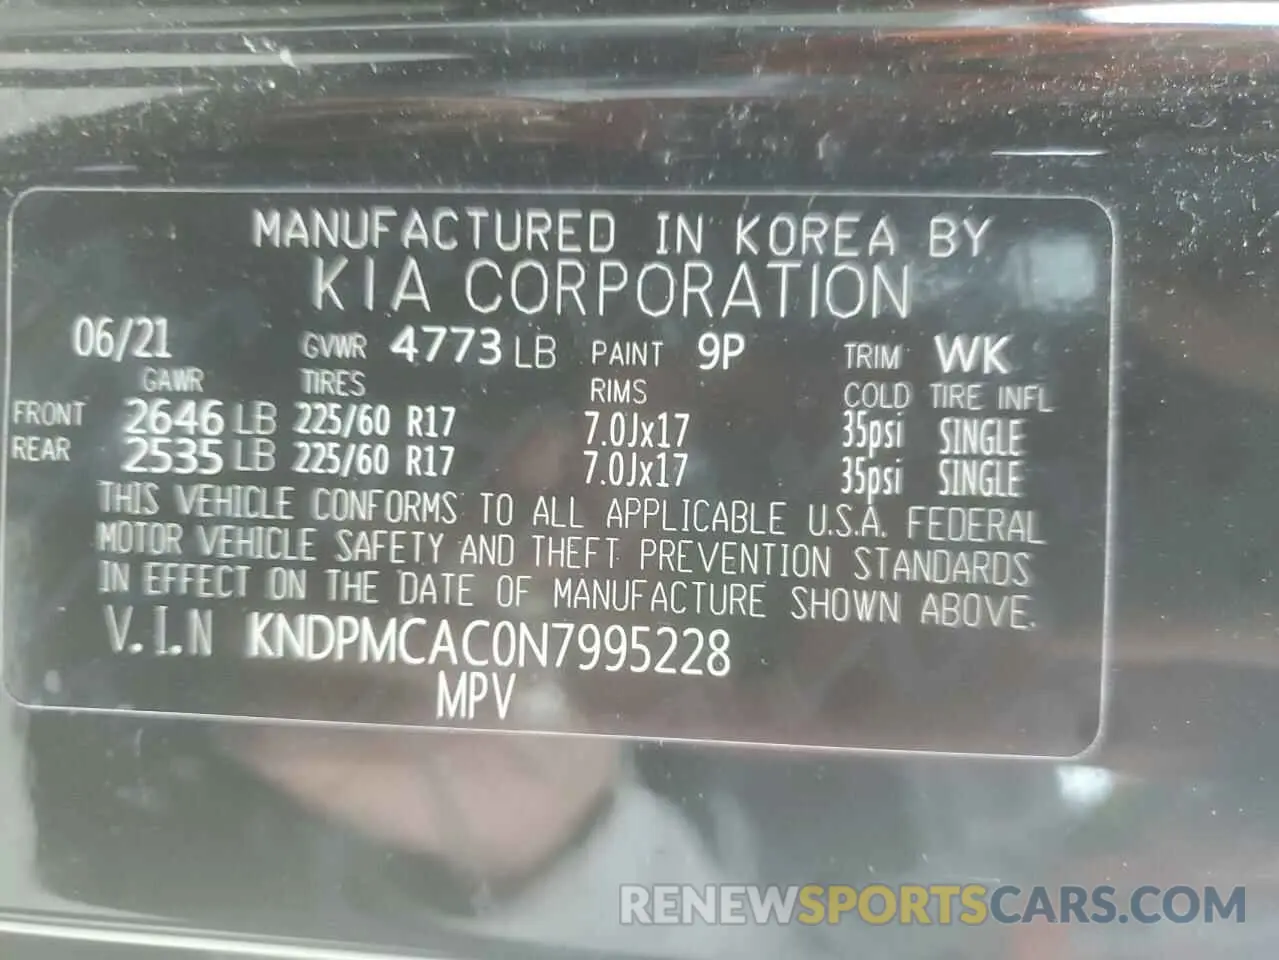 MANUFACTURED IN KOREA BY
KIA CORPORATION
06/21 GVWR 4773 LB PAINT 9P TRIM WK
GAWR TIRES RIMS COLD TIRE INFL
FRONT 2646 LB 225/60 R17 7.0Jx17 35psi SINGLE
REAR 2535 LB 225/60 R17 7.0Jx17 35psi SINGLE
THIS VEHICLE CONFORMS TO ALL APPLICABLE U.S.A. FEDERAL
MOTOR VEHICLE SAFETY AND THEFT PREVENTION STANDARDS
IN EFFECT ON THE DATE OF MANUFACTURE SHOWN ABOVE.
V.I.N KNDPMCAC0N7995228
MPV
RENEWSPORTSCARS.COM